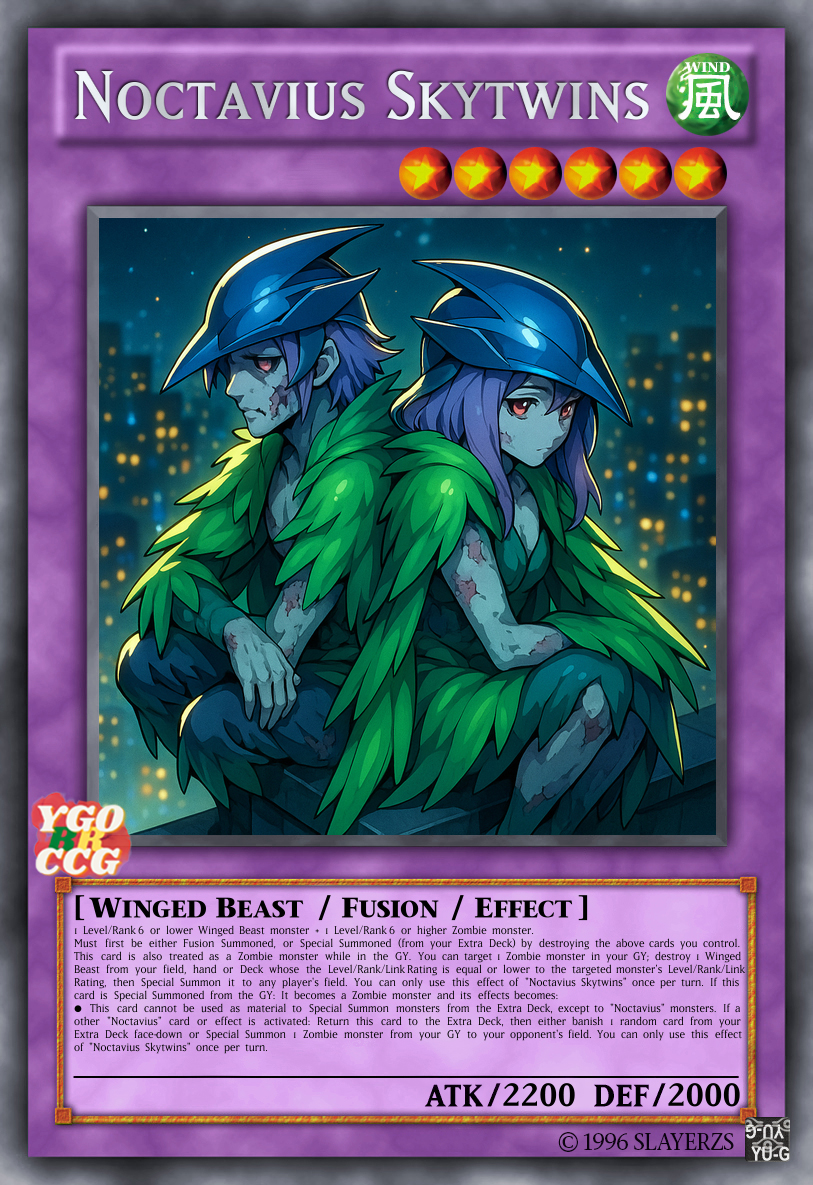 Noctavius Skytwins
WIND
風
YGO
RR
CCG
[ Winged Beast / Fusion / Effect ]
1 Level/Rank 6 or lower Winged Beast monster + 1 Level/Rank 6 or higher Zombie monster.
Must first be either Fusion Summoned, or Special Summoned (from your Extra Deck) by destroying the above cards you control.
This card is also treated as a Zombie monster while in the GY. You can target 1 Zombie monster in your GY; destroy 1 Winged
Beast from your field, hand or Deck whose the Level/Rank/Link Rating is equal or lower to the targeted monster's Level/Rank/Link
Rating, then Special Summon it to any player's field. You can only use this effect of "Noctavius Skytwins" once per turn. If this
card is Special Summoned from the GY: It becomes a Zombie monster and its effects becomes:
● This card cannot be used as material to Special Summon monsters from the Extra Deck, except to "Noctavius" monsters. If a
other "Noctavius" card or effect is activated: Return this card to the Extra Deck, then either banish 1 random card from your
Extra Deck face-down or Special Summon 1 Zombie monster from your GY to your opponent's field. You can only use this effect
of "Noctavius Skytwins" once per turn.
ATK/2200 DEF/2000
© 1996 SLAYERZS
YU-G
YU-G